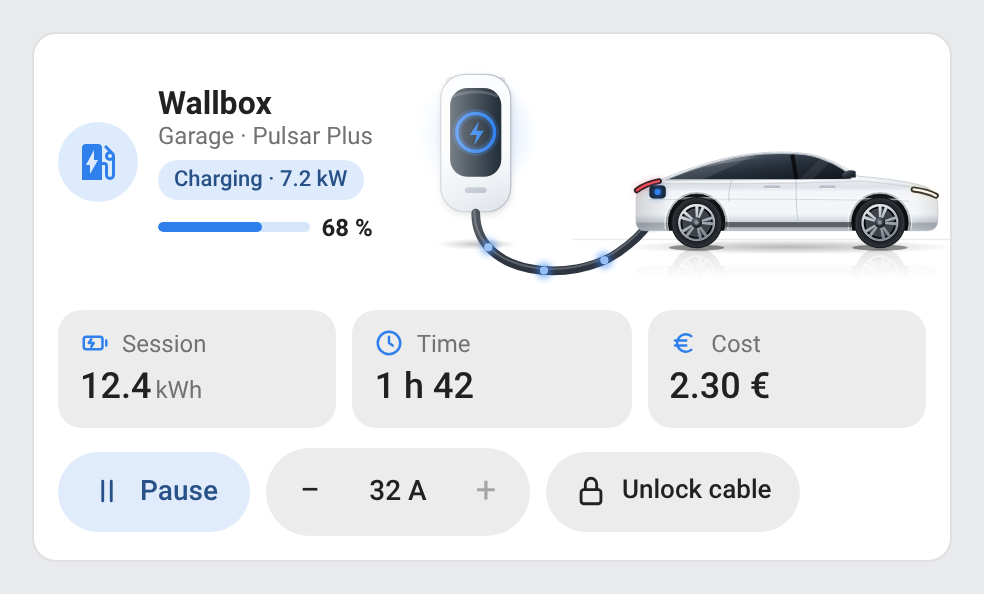 Wallbox
Garage · Pulsar Plus
Charging · 7.2 kW
68 %
Session
12.4 kWh
Time
1 h 42
Cost
2.30 €
Pause
− 32 A +
Unlock cable